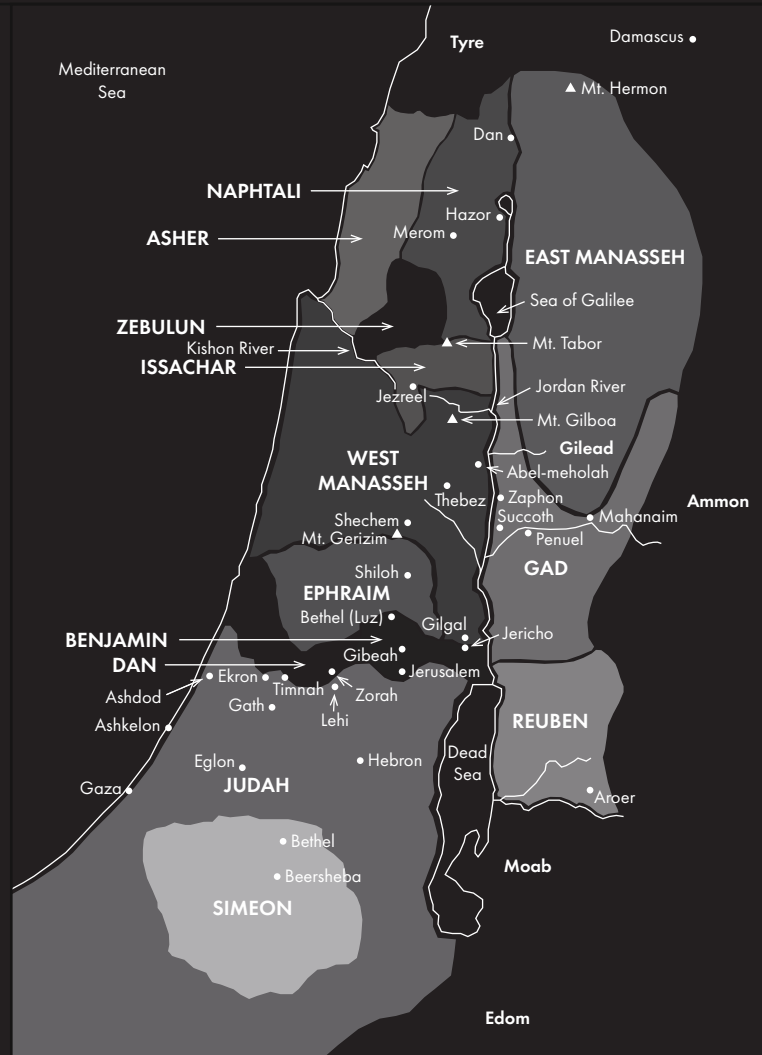 Tyre
Damascus
Mediterranean
Sea
Mt. Hermon
Dan
NAPHTALI
Hazor
Merom
ASHER
EAST MANASSEH
Sea of Galilee
ZEBULUN
Kishon River
Mt. Tabor
ISSACHAR
Jordan River
Jezreel
Mt. Gilboa
Gilead
WEST
MANASSEH
Abel-meholah
Thebez
Zaphon
Ammon
Succoth
Mahanaim
Shechem
Mt. Gerizim
Penuel
GAD
Shiloh
EPHRAIM
Bethel (Luz)
Gilgal
BENJAMIN
Jericho
Gibeah
DAN
Jerusalem
Ekron
Timnah
Zorah
Ashdod
Gath
Lehi
Ashkelon
REUBEN
Dead
Sea
Hebron
Eglon
JUDAH
Gaza
Aroer
Bethel
Moab
Beersheba
SIMEON
Edom